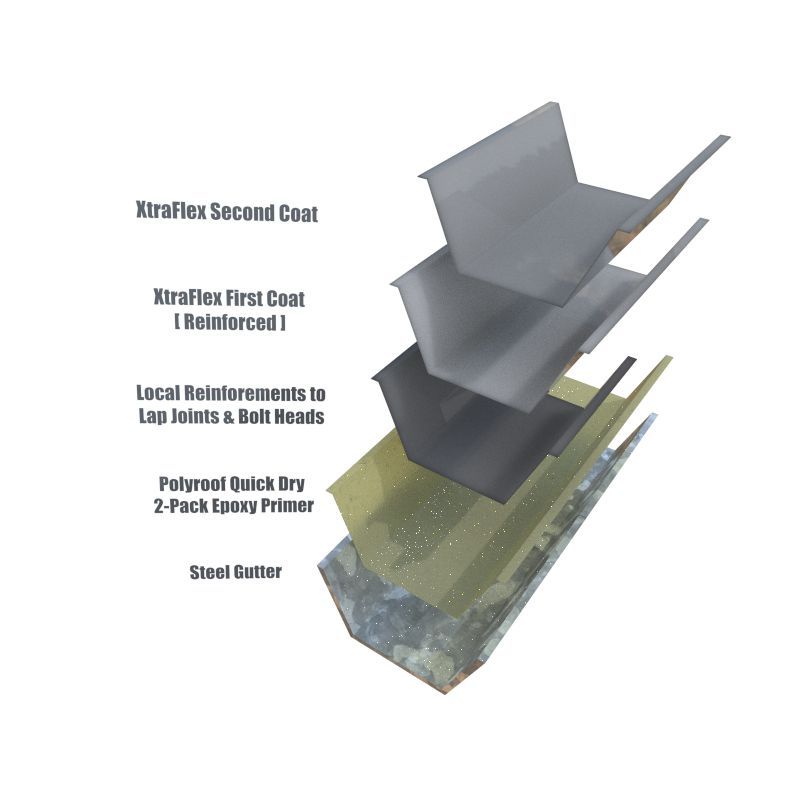 XtraFlex Second Coat
XtraFlex First Coat
[ Reinforced ]
Local Reinforements to
Lap Joints & Bolt Heads
Polyroof Quick Dry
2-Pack Epoxy Primer
Steel Gutter